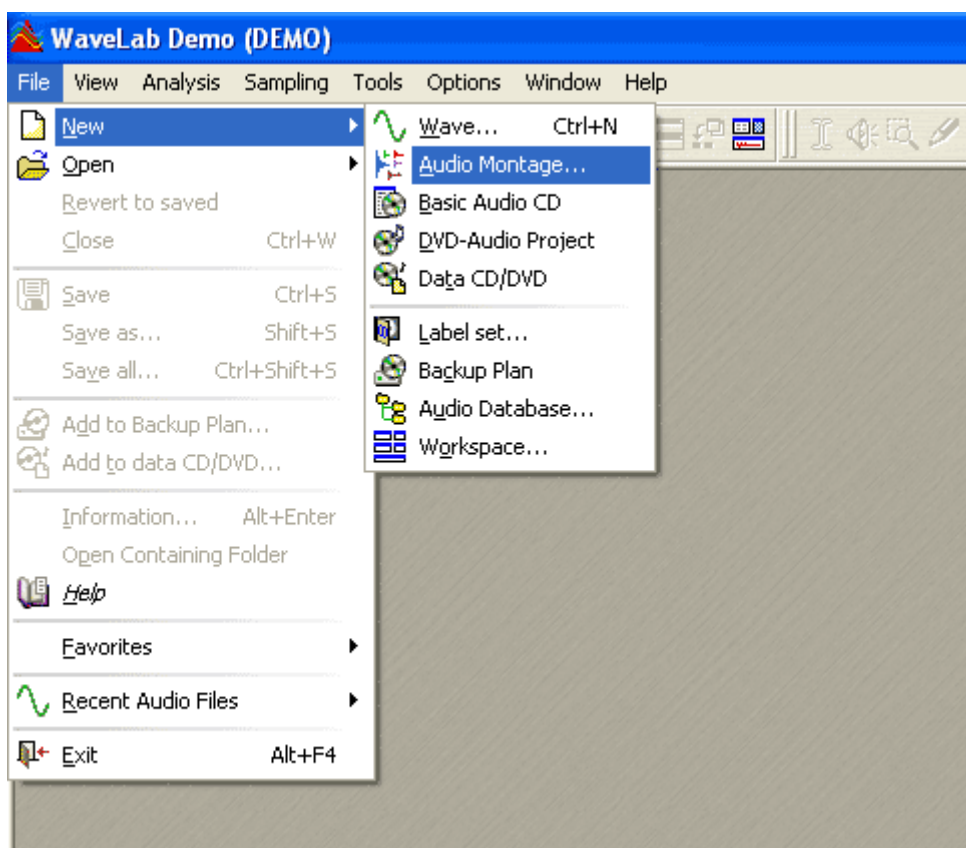 WaveLab Demo (DEMO)
File View Analysis Sampling Tools Options Window Help
New
Open
Revert to saved
Close Ctrl+W
Save Ctrl+S
Save as... Shift+S
Save all... Ctrl+Shift+S
Add to Backup Plan...
Add to data CD/DVD...
Information... Alt+Enter
Open Containing Folder
Help
Favorites
Recent Audio Files
Exit Alt+F4
Wave... Ctrl+N
Audio Montage...
Basic Audio CD
DVD-Audio Project
Data CD/DVD
Label set...
Backup Plan
Audio Database...
Workspace...